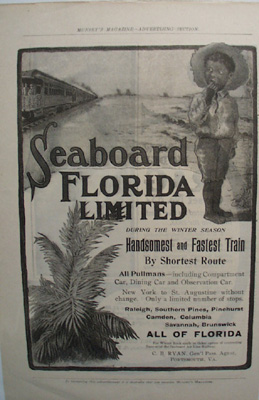 MUNSEY'S MAGAZINE—ADVERTISING SECTION.
Seaboard
FLORIDA
LIMITED
DURING THE WINTER SEASON
Handsomest and Fastest Train
By Shortest Route
All Pullmans—including Compartment
Car, Dining Car and Observation Car
New York to St. Augustine without
change. Only a limited number of stops.
Raleigh, Southern Pines, Pinehurst
Camden, Columbia
Savannah, Brunswick
ALL OF FLORIDA
C. B. RYAN, Gen'l Pass. Agent,
PORTSMOUTH, VA.